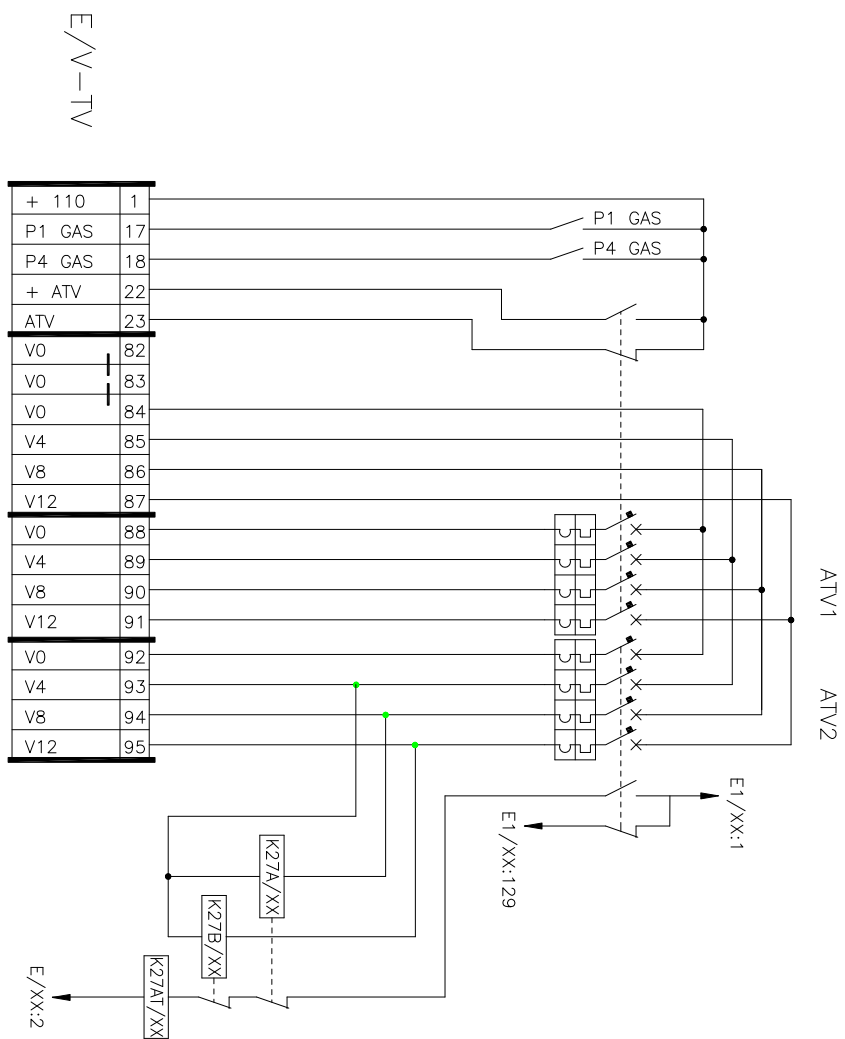 E/V-TV
+ 110 1
P1 GAS 17
P4 GAS 18
+ ATV 22
ATV 23
V0 82
V0 83
V0 84
V4 85
V8 86
V12 87
V0 88
V4 89
V8 90
V12 91
V0 92
V4 93
V8 94
V12 95
P1 GAS
P4 GAS
ATV1
ATV2
E1/XX:1
E1/XX:129
K27A/XX
K27B/XX
K27AT/XX
E/XX:2